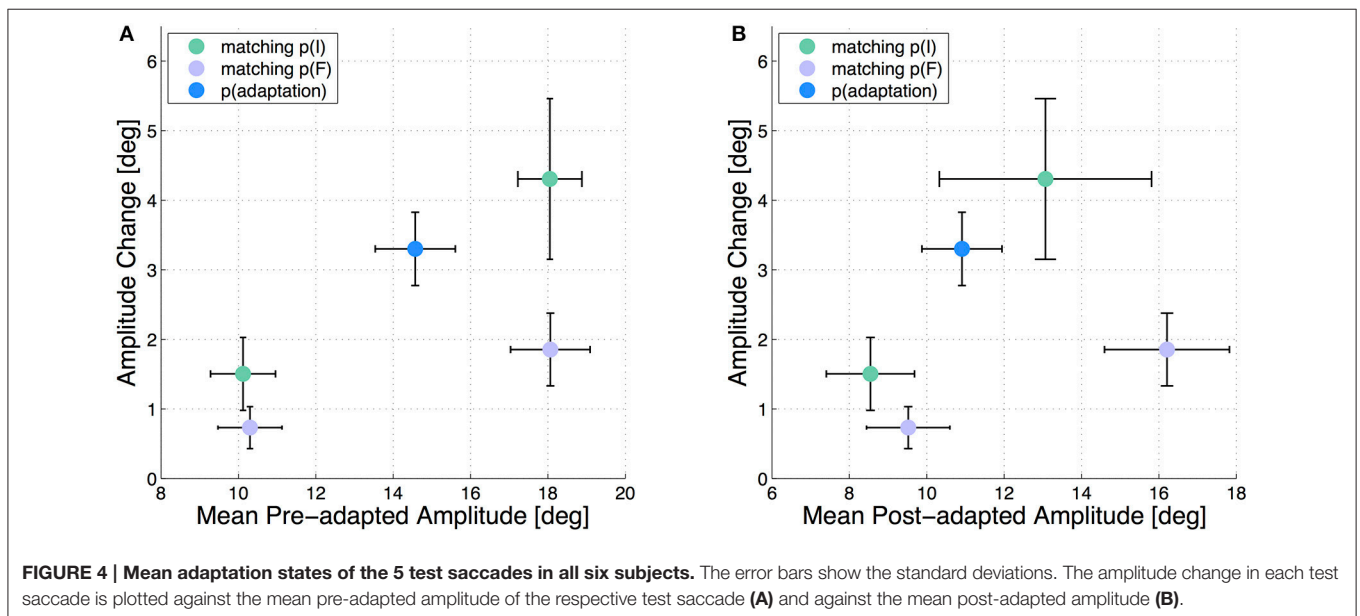 A
matching p(I)
matching p(F)
p(adaptation)
6
5
4
3
2
1
0
Amplitude Change [deg]
8 10 12 14 16 18 20
Mean Pre-adapted Amplitude [deg]
B
matching p(I)
matching p(F)
p(adaptation)
6
5
4
3
2
1
0
Amplitude Change [deg]
6 8 10 12 14 16 18
Mean Post-adapted Amplitude [deg]
FIGURE 4 | Mean adaptation states of the 5 test saccades in all six subjects. The error bars show the standard deviations. The amplitude change in each test
saccade is plotted against the mean pre-adapted amplitude of the respective test saccade (A) and against the mean post-adapted amplitude (B).